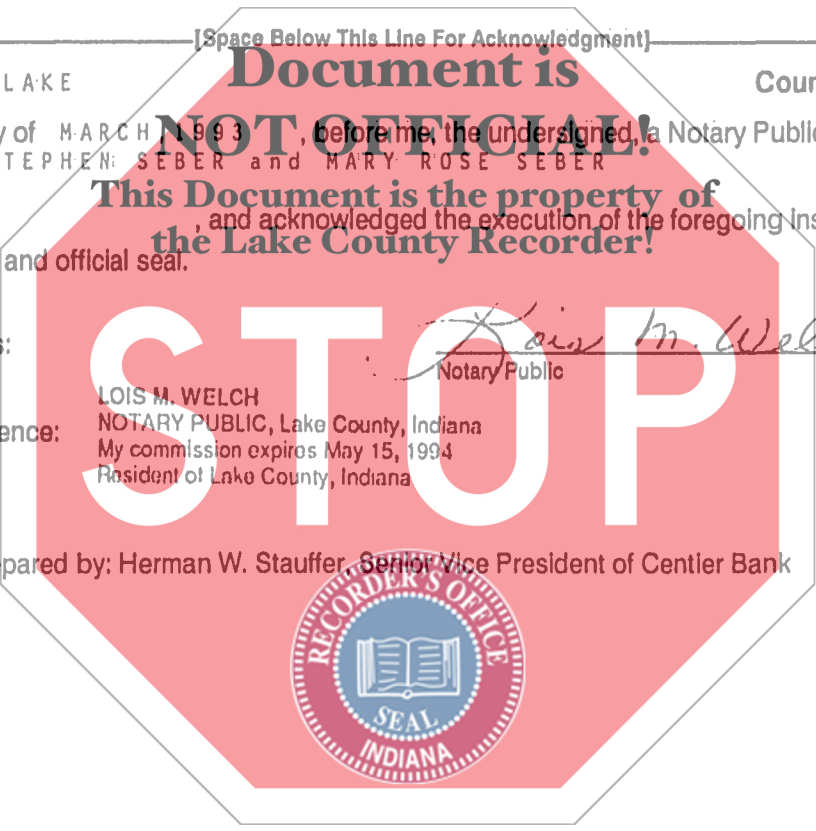 [Space Below This Line For Acknowledgment]
Document is
LAKE Coun
y of MARCH, 1993, before me, the undersigned, a Notary Public
NOT OFFICIAL!
TEPHEN SEBER and MARY ROSE SEBER
This Document is the property of
, and acknowledged the execution of the foregoing ins
the Lake County Recorder!
and official seal.
STOP
s:
Lois M. Wel
Notary Public
LOIS M. WELCH
ence: NOTARY PUBLIC, Lake County, Indiana
My commission expires May 15, 1994
Resident of Lake County, Indiana
pared by: Herman W. Stauffer, Senior Vice President of Centier Bank
RECORDER'S OFFICE
SEAL
INDIANA